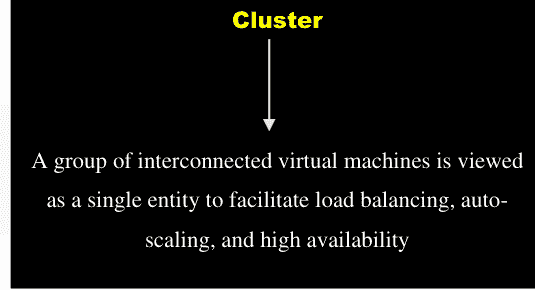 Cluster
A group of interconnected virtual machines is viewed
as a single entity to facilitate load balancing, auto-
scaling, and high availability